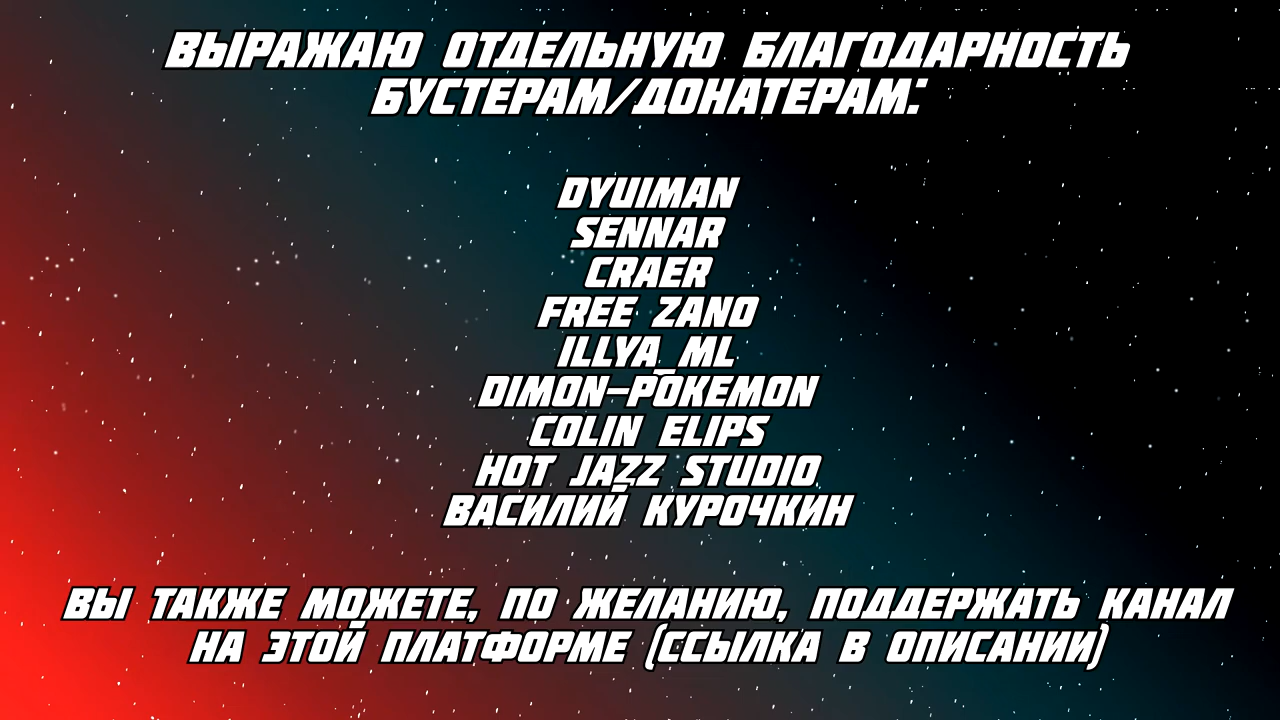 ВЫРАЖАЮ ОТДЕЛЬНУЮ БЛАГОДАРНОСТЬ
БУСТЕРАМ/ДОНАТЕРАМ:
DYUIMAN
SENNAR
CRAER
FREE ZANO
ILLYA_ML
DIMON-POKEMON
COLIN ELIPS
HOT JAZZ STUDIO
ВАСИЛИЙ КУРОЧКИН
ВЫ ТАКЖЕ МОЖЕТЕ, ПО ЖЕЛАНИЮ, ПОДДЕРЖАТЬ КАНАЛ
НА ЭТОЙ ПЛАТФОРМЕ (ССЫЛКА В ОПИСАНИИ)